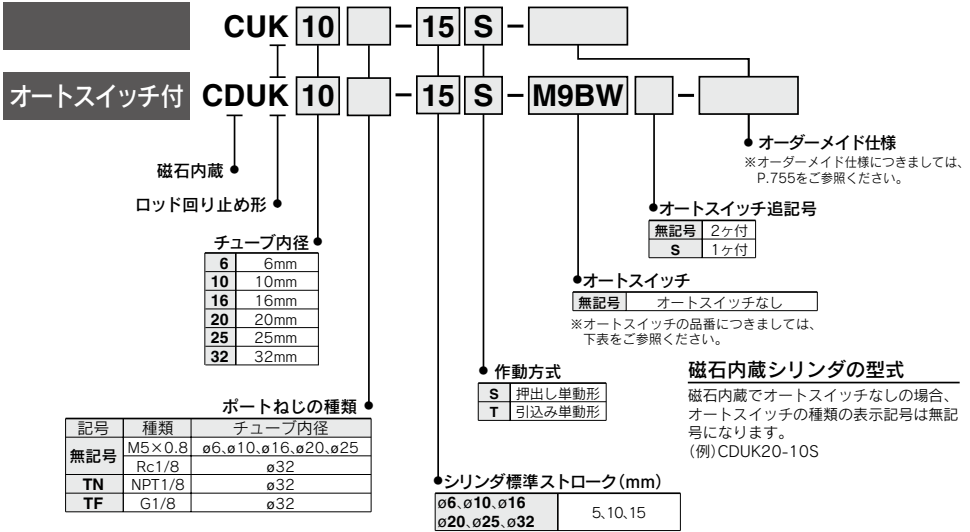 CUK 10 － 15 S －
オートスイッチ付 CDUK 10 － 15 S － M9BW －
磁石内蔵
ロッド回り止め形
チューブ内径
6 6mm
10 10mm
16 16mm
20 20mm
25 25mm
32 32mm
ポートねじの種類
記号 種類 チューブ内径
無記号 M5×0.8 ø6、ø10、ø16、ø20、ø25
Rc1/8 ø32
TN NPT1/8 ø32
TF G1/8 ø32
シリンダ標準ストローク（mm）
ø6、ø10、ø16
ø20、ø25、ø32
5、10、15
作動方式
S 押出し単動形
T 引込み単動形
オートスイッチ
無記号 オートスイッチなし
※オートスイッチの品番につきましては、
下表をご参照ください。
オートスイッチ追記号
無記号 2ヶ付
S 1ヶ付
オーダーメイド仕様
※オーダーメイド仕様につきましては、
P.755をご参照ください。
磁石内蔵シリンダの型式
磁石内蔵でオートスイッチなしの場合、
オートスイッチの種類の表示記号は無記
号になります。
(例)CDUK20-10S